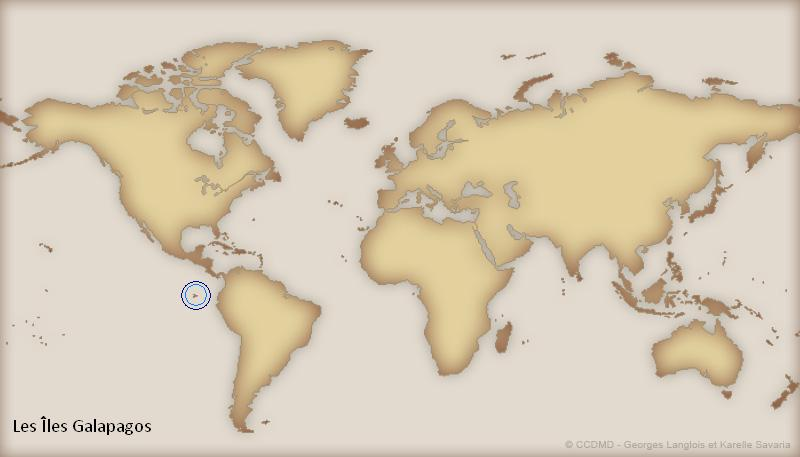 Les Îles Galapagos
© CCDMD - Georges Langlois et Karelle Savaria